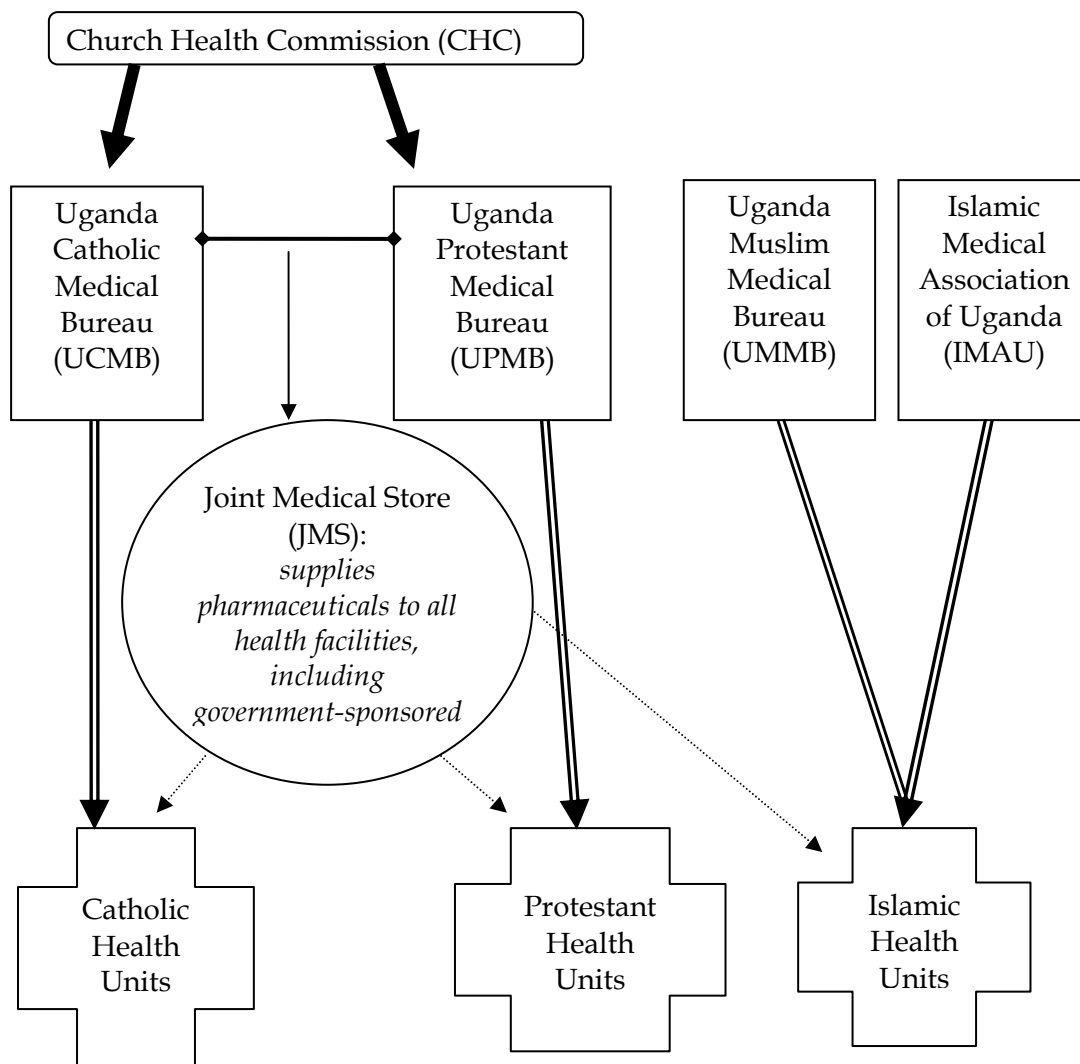 Church Health Commission (CHC)
Uganda
Catholic
Medical
Bureau
(UCMB)
Uganda
Protestant
Medical
Bureau
(UPMB)
Uganda
Muslim
Medical
Bureau
(UMMB)
Islamic
Medical
Association
of Uganda
(IMAU)
Joint Medical Store
(JMS):
supplies
pharmaceuticals to all
health facilities,
including
government-sponsored
Catholic
Health
Units
Protestant
Health
Units
Islamic
Health
Units